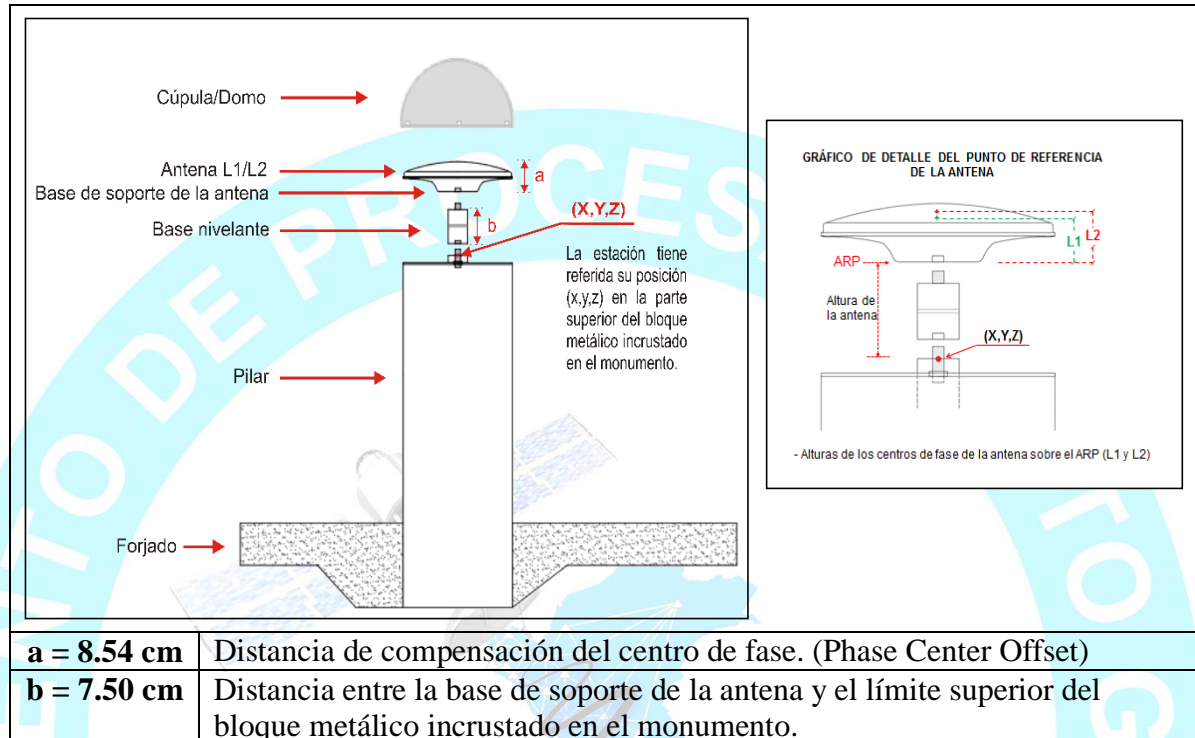 Cúpula/Domo
Antena L1/L2
Base de soporte de la antena
Base nivelante
a
b
(X,Y,Z)
La estación tiene
referida su posición
(x,y,z) en la parte
superior del bloque
metálico incrustado
en el monumento.
Pilar
Forjado
GRÁFICO DE DETALLE DEL PUNTO DE REFERENCIA
DE LA ANTENA
L1
L2
ARP
Altura de
la antena
(X,Y,Z)
- Alturas de los centros de fase de la antena sobre el ARP (L1 y L2)
a = 8.54 cm Distancia de compensación del centro de fase. (Phase Center Offset)
b = 7.50 cm Distancia entre la base de soporte de la antena y el límite superior del
bloque metálico incrustado en el monumento.